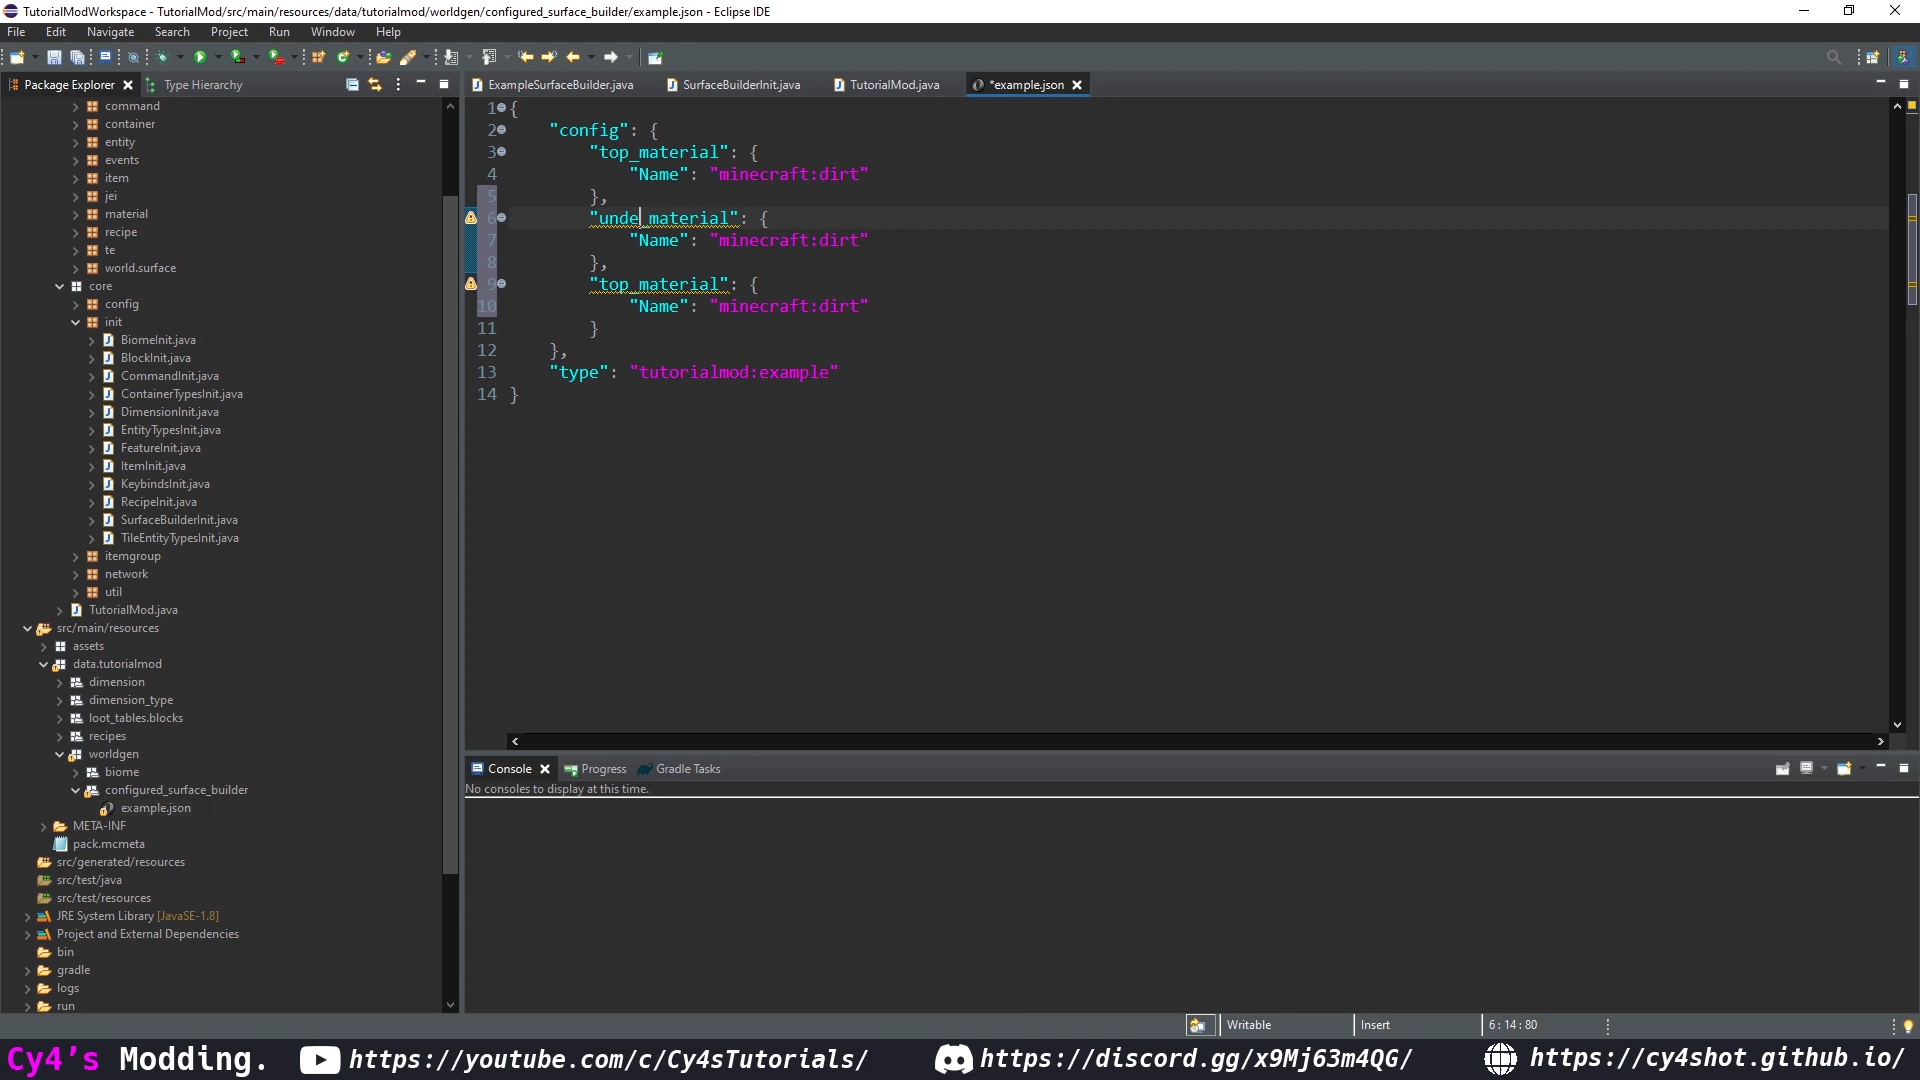 TutorialModWorkspace - TutorialMod/src/main/resources/data/tutorialmod/worldgen/configured_surface_builder/example.json - Eclipse IDE
File Edit Navigate Search Project Run Window Help
Package Explorer Type Hierarchy
ExampleSurfaceBuilder.java SurfaceBuilderInit.java TutorialMod.java *example.json
command
container
entity
events
item
jei
material
recipe
te
world.surface
core
config
init
BiomeInit.java
BlockInit.java
CommandInit.java
ContainerTypesInit.java
DimensionInit.java
EntityTypesInit.java
FeatureInit.java
ItemInit.java
KeybindsInit.java
RecipeInit.java
SurfaceBuilderInit.java
TileEntityTypesInit.java
itemgroup
network
util
TutorialMod.java
src/main/resources
assets
data.tutorialmod
dimension
dimension_type
loot_tables.blocks
recipes
worldgen
biome
configured_surface_builder
example.json
META-INF
pack.mcmeta
src/generated/resources
src/test/java
src/test/resources
JRE System Library [JavaSE-1.8]
Project and External Dependencies
bin
gradle
logs
run
1 {
2 "config": {
3 "top_material": {
4 "Name": "minecraft:dirt"
5 },
6 "unde_material": {
7 "Name": "minecraft:dirt"
8 },
9 "top_material": {
10 "Name": "minecraft:dirt"
11 }
12 },
13 "type": "tutorialmod:example"
14 }
Console Progress Gradle Tasks
No consoles to display at this time.
Writable Insert 6 : 14 : 80
Cy4's Modding. https://youtube.com/c/Cy4sTutorials/ https://discord.gg/x9Mj63m4QG/ https://cy4shot.github.io/